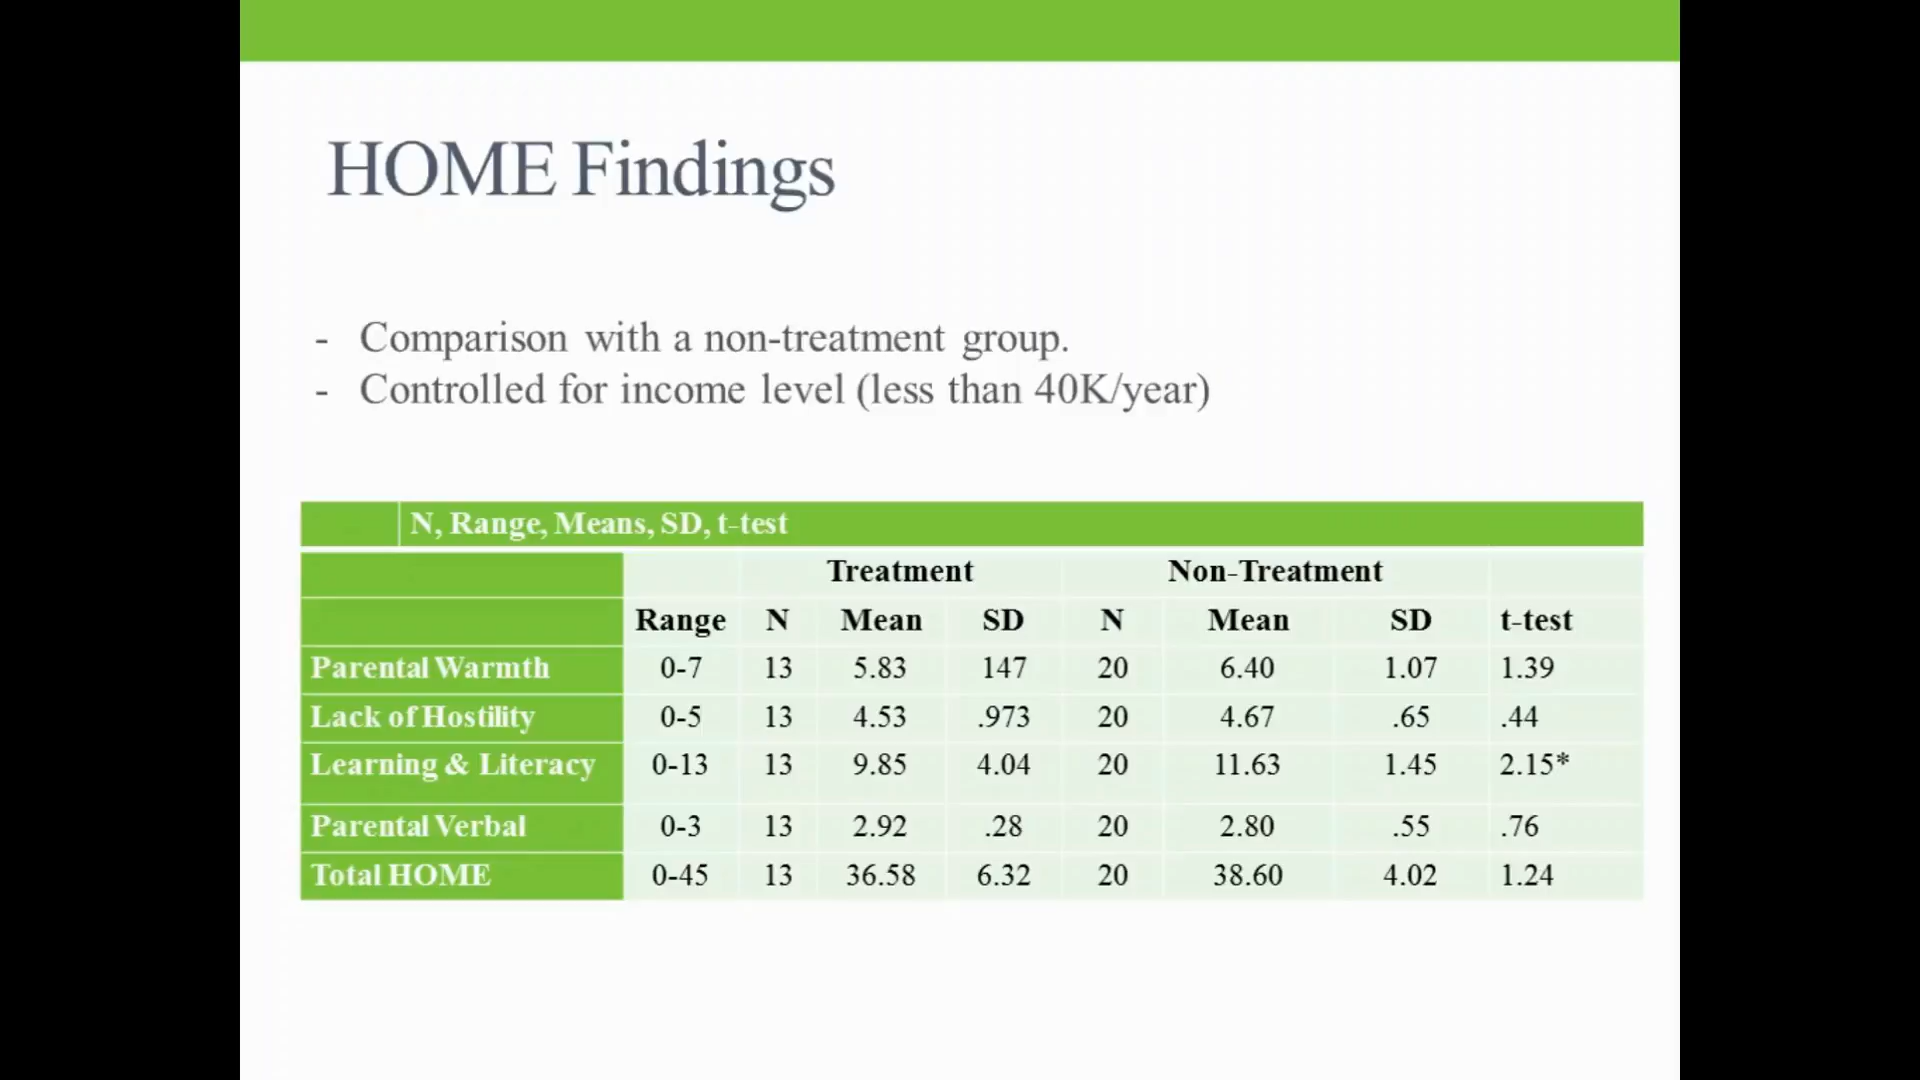 HOME Findings
- Comparison with a non-treatment group.
- Controlled for income level (less than 40K/year)
N, Range, Means, SD, t-test
Treatment Non-Treatment
Range N Mean SD N Mean SD t-test
Parental Warmth 0-7 13 5.83 147 20 6.40 1.07 1.39
Lack of Hostility 0-5 13 4.53 .973 20 4.67 .65 .44
Learning & Literacy 0-13 13 9.85 4.04 20 11.63 1.45 2.15*
Parental Verbal 0-3 13 2.92 .28 20 2.80 .55 .76
Total HOME 0-45 13 36.58 6.32 20 38.60 4.02 1.24